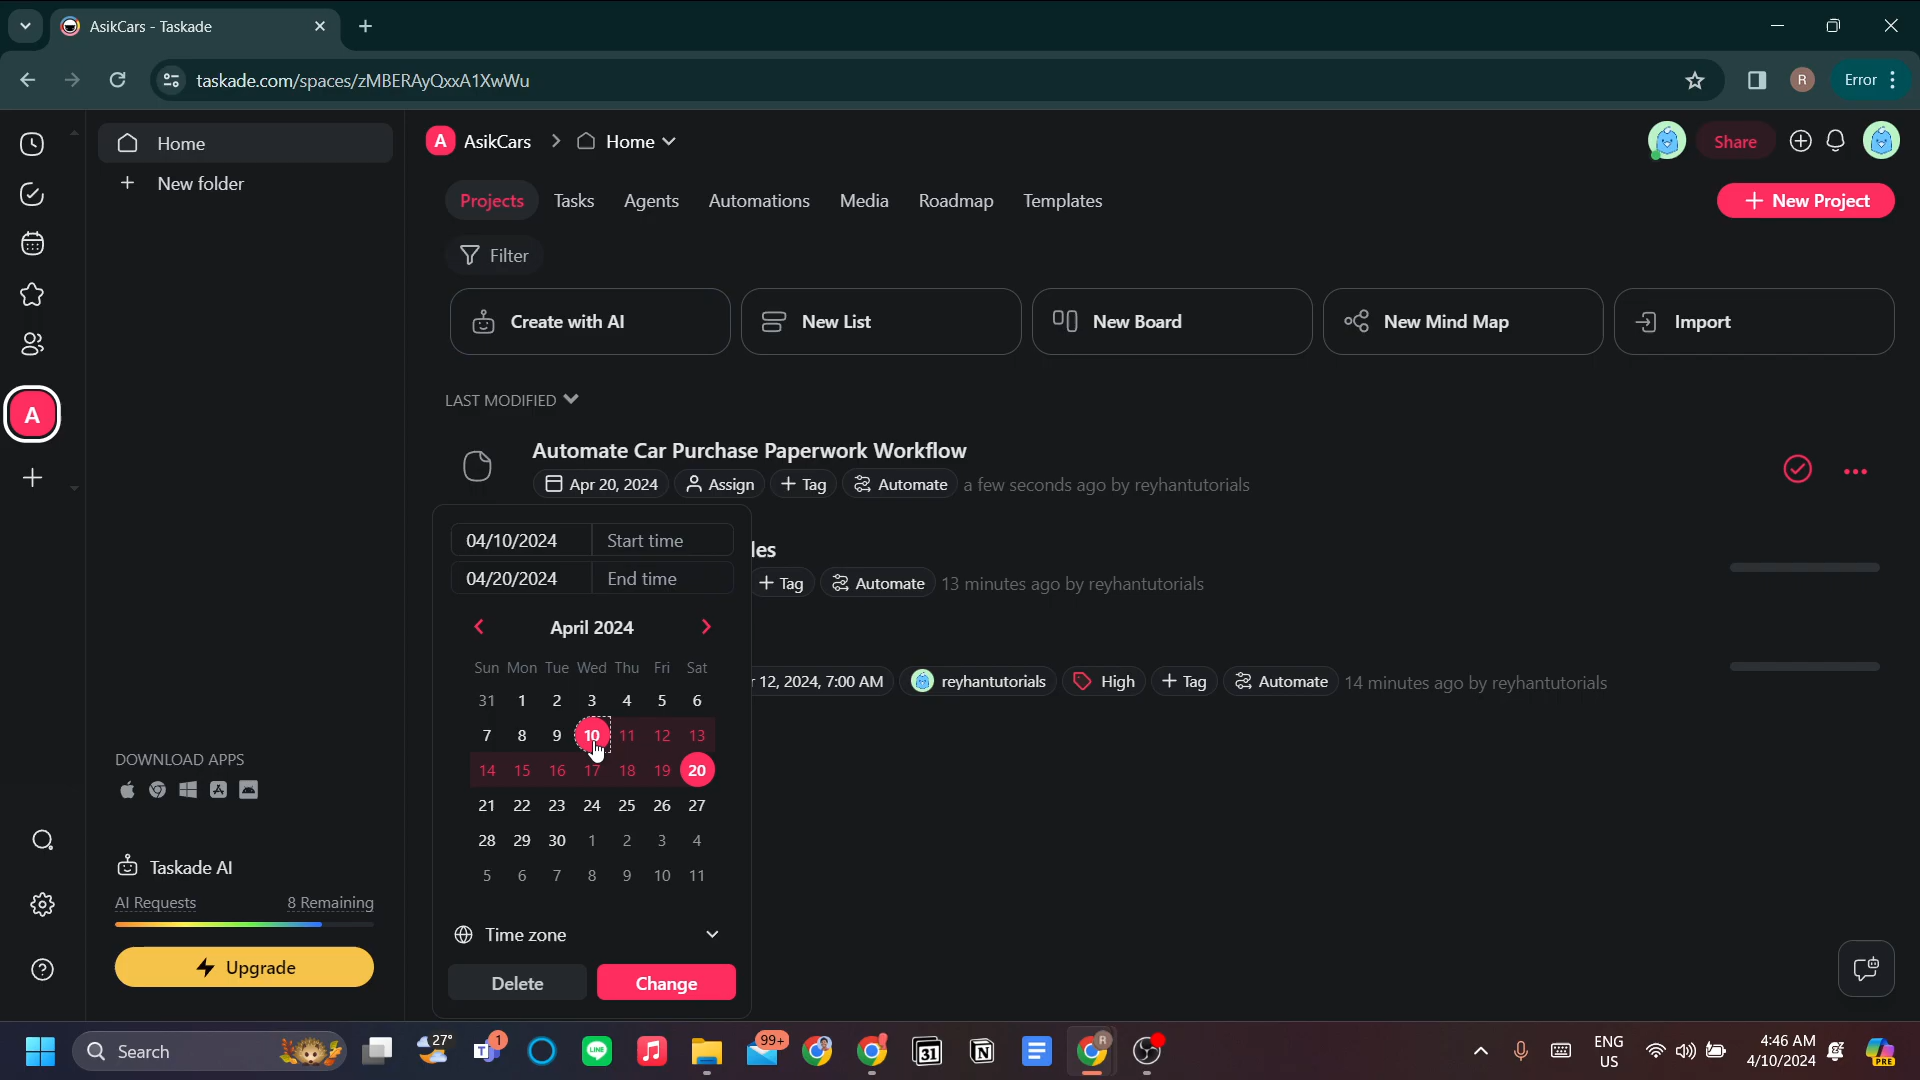 AsikCars - Taskade
taskade.com/spaces/zMBERAyQxxA1XwWu
R
Error
Home
New folder
A
DOWNLOAD APPS
Taskade AI
AI Requests 8 Remaining
Upgrade
A AsikCars Home
Share
Projects Tasks Agents Automations Media Roadmap Templates
+ New Project
Filter
Create with AI New List New Board New Mind Map Import
LAST MODIFIED
Automate Car Purchase Paperwork Workflow
Apr 20, 2024 Assign + Tag Automate a few seconds ago by reyhantutorials
les
+ Tag Automate 13 minutes ago by reyhantutorials
12, 2024, 7:00 AM reyhantutorials High + Tag Automate 14 minutes ago by reyhantutorials
04/10/2024 Start time
04/20/2024 End time
April 2024
Sun Mon Tue Wed Thu Fri Sat
31 1 2 3 4 5 6
7 8 9 10 11 12 13
14 15 16 17 18 19 20
21 22 23 24 25 26 27
28 29 30 1 2 3 4
5 6 7 8 9 10 11
Time zone
Delete Change
Search
27°
1
LINE
99+
31
R
ENG
US
4:46 AM
4/10/2024
PRE